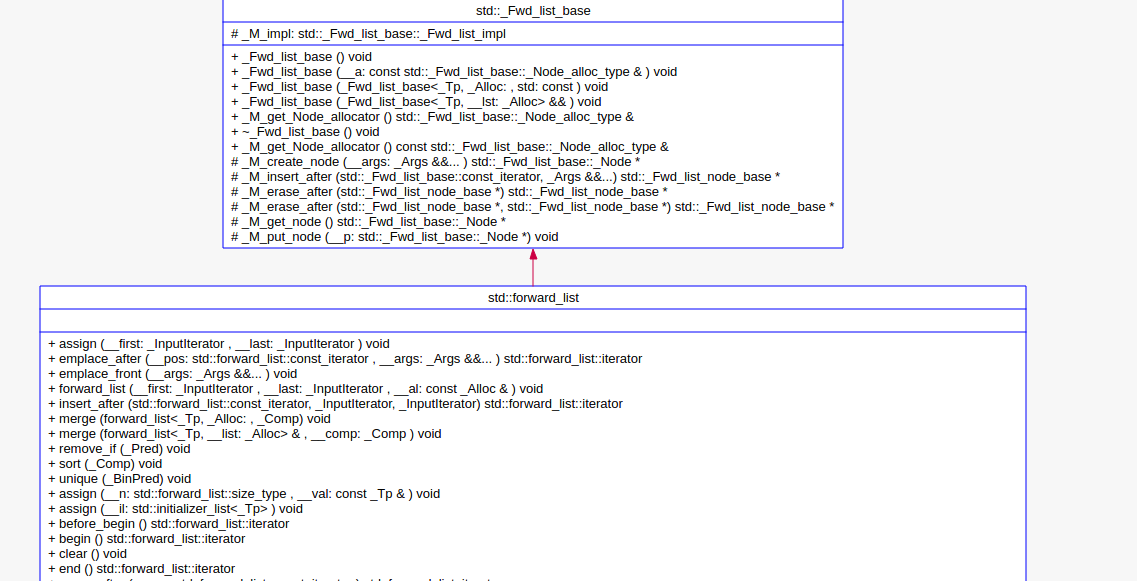 std::_Fwd_list_base
# _M_impl: std::_Fwd_list_base::_Fwd_list_impl
+ _Fwd_list_base () void
+ _Fwd_list_base (__a: const std::_Fwd_list_base::_Node_alloc_type & ) void
+ _Fwd_list_base (_Fwd_list_base<_Tp, _Alloc: , std: const ) void
+ _Fwd_list_base (_Fwd_list_base<_Tp, __lst: _Alloc> && ) void
+ _M_get_Node_allocator () std::_Fwd_list_base::_Node_alloc_type &
+ ~_Fwd_list_base () void
+ _M_get_Node_allocator () const std::_Fwd_list_base::_Node_alloc_type &
# _M_create_node (__args: _Args &&... ) std::_Fwd_list_base::_Node *
# _M_insert_after (std::_Fwd_list_base::const_iterator, _Args &&...) std::_Fwd_list_node_base *
# _M_erase_after (std::_Fwd_list_node_base *) std::_Fwd_list_node_base *
# _M_erase_after (std::_Fwd_list_node_base *, std::_Fwd_list_node_base *) std::_Fwd_list_node_base *
# _M_get_node () std::_Fwd_list_base::_Node *
# _M_put_node (__p: std::_Fwd_list_base::_Node *) void
std::forward_list
+ assign (__first: _InputIterator , __last: _InputIterator ) void
+ emplace_after (__pos: std::forward_list::const_iterator , __args: _Args &&... ) std::forward_list::iterator
+ emplace_front (__args: _Args &&... ) void
+ forward_list (__first: _InputIterator , __last: _InputIterator , __al: const _Alloc & ) void
+ insert_after (std::forward_list::const_iterator, _InputIterator, _InputIterator) std::forward_list::iterator
+ merge (forward_list<_Tp, _Alloc: , _Comp) void
+ merge (forward_list<_Tp, __list: _Alloc> & , __comp: _Comp ) void
+ remove_if (_Pred) void
+ sort (_Comp) void
+ unique (_BinPred) void
+ assign (__n: std::forward_list::size_type , __val: const _Tp & ) void
+ assign (__il: std::initializer_list<_Tp> ) void
+ before_begin () std::forward_list::iterator
+ begin () std::forward_list::iterator
+ clear () void
+ end () std::forward_list::iterator